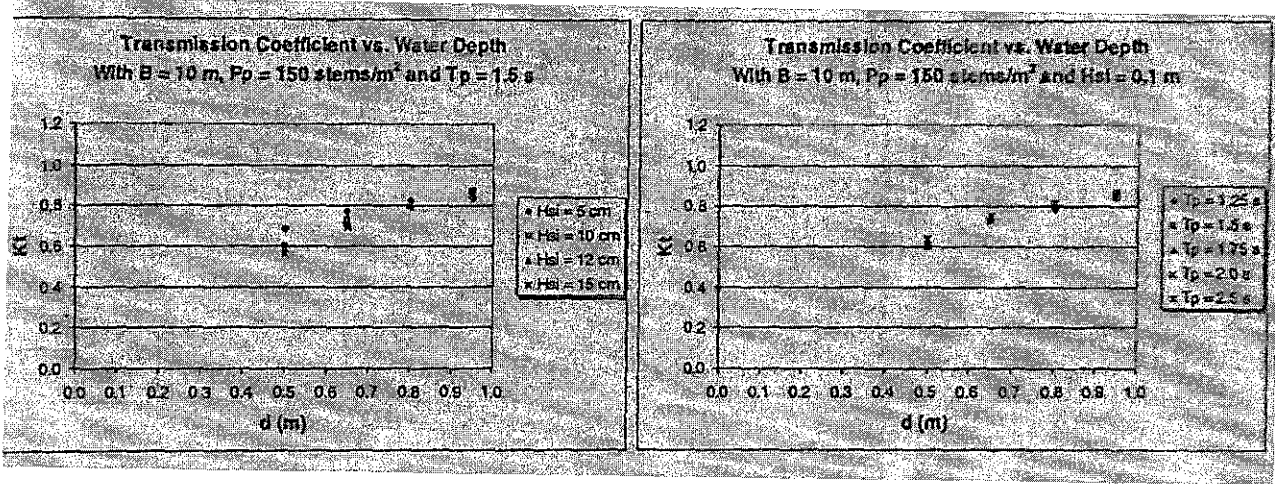 Transmission Coefficient vs. Water Depth
With B = 10 m, Pp = 150 stems/m² and Tp = 1.5 s
1.2
1.0
0.8
0.6
0.4
0.2
0.0
Kt
0.0 0.1 0.2 0.3 0.4 0.5 0.6 0.7 0.8 0.9 1.0
d (m)
Hsi = 5 cm
Hsi = 10 cm
Hsi = 12 cm
Hsi = 15 cm
Transmission Coefficient vs. Water Depth
With B = 10 m, Pp = 150 stems/m² and Hsi = 0.1 m
1.2
1.0
0.8
0.6
0.4
0.2
0.0
Kt
0.0 0.1 0.2 0.3 0.4 0.5 0.6 0.7 0.8 0.9 1.0
d (m)
Tp = 1.25 s
Tp = 1.5 s
Tp = 1.75 s
Tp = 2.0 s
Tp = 2.5 s